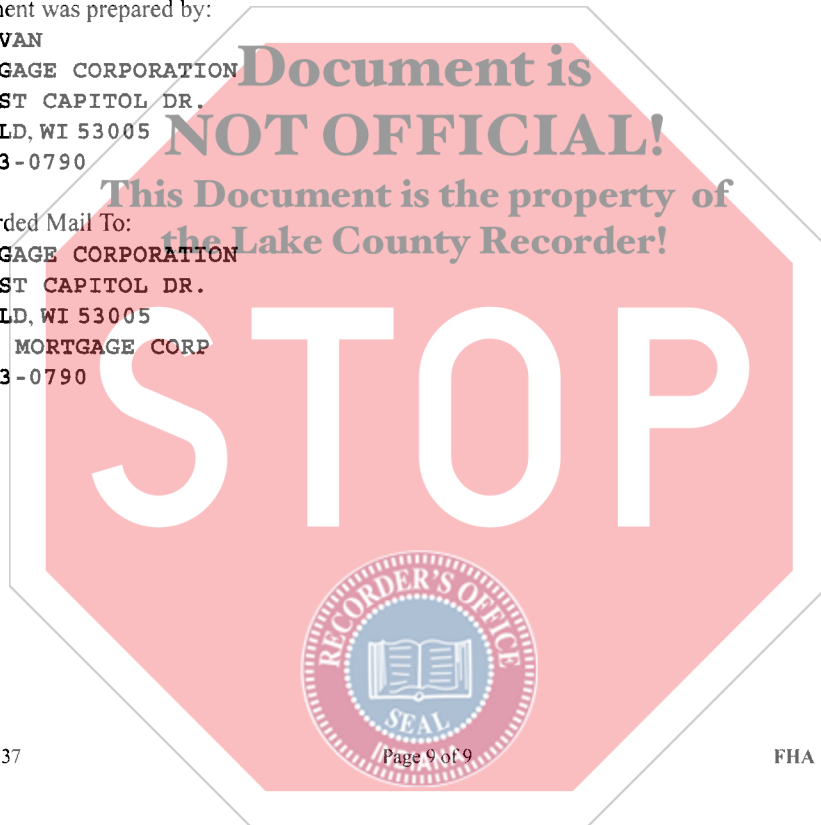 ent was prepared by:
VAN
GAGE CORPORATION
ST CAPITOL DR.
LD, WI 53005
3-0790
Document is
NOT OFFICIAL!
This Document is the property of
the Lake County Recorder!
ded Mail To:
GAGE CORPORATION
ST CAPITOL DR.
LD, WI 53005
MORTGAGE CORP
3-0790
STOP
RECORDER'S OFFICE
SEAL
INDIANA
37
Page 9 of 9
FHA